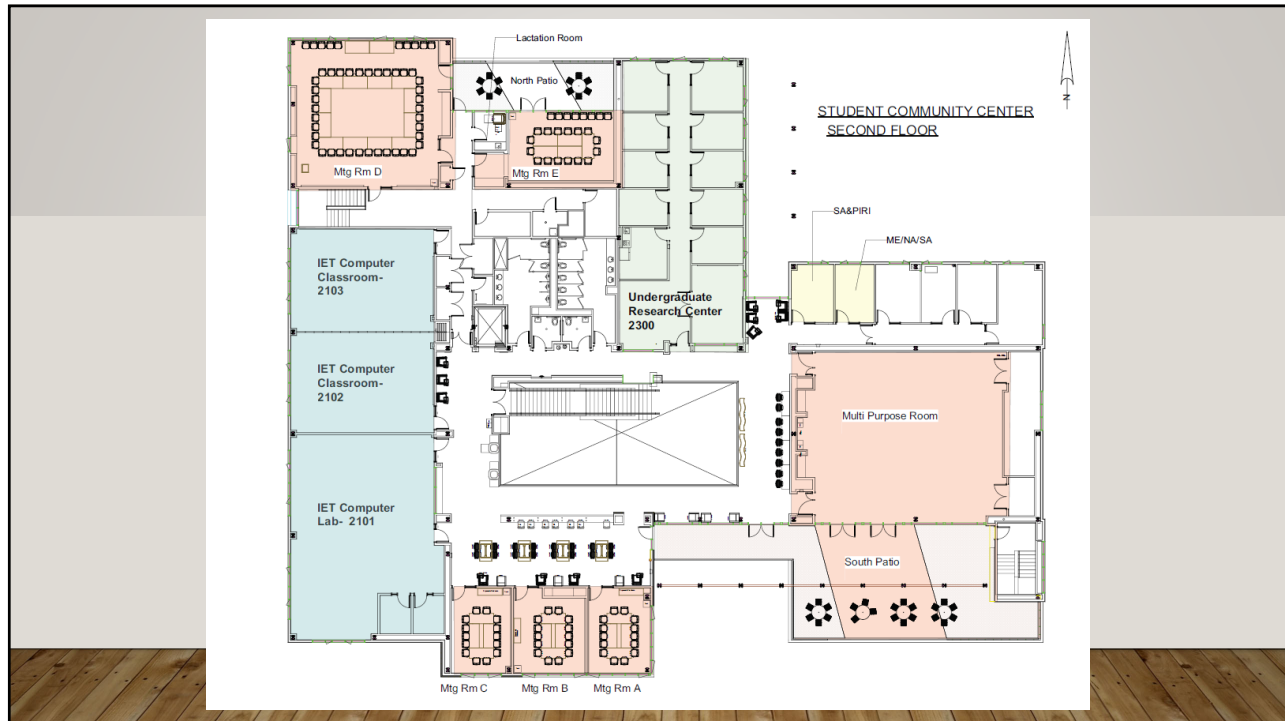 Lactation Room
North Patio
N
STUDENT COMMUNITY CENTER
SECOND FLOOR
Mtg Rm D
Mtg Rm E
SA&PIRI
ME/NA/SA
IET Computer
Classroom-
2103
Undergraduate
Research Center
2300
IET Computer
Classroom-
2102
Multi Purpose Room
IET Computer
Lab- 2101
South Patio
Mtg Rm C
Mtg Rm B
Mtg Rm A